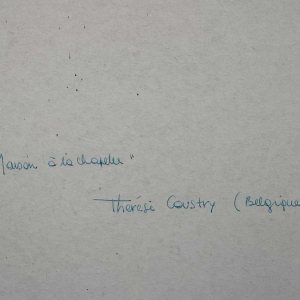 Maison à la chapelle"
Thérèse Coustry (Belgique